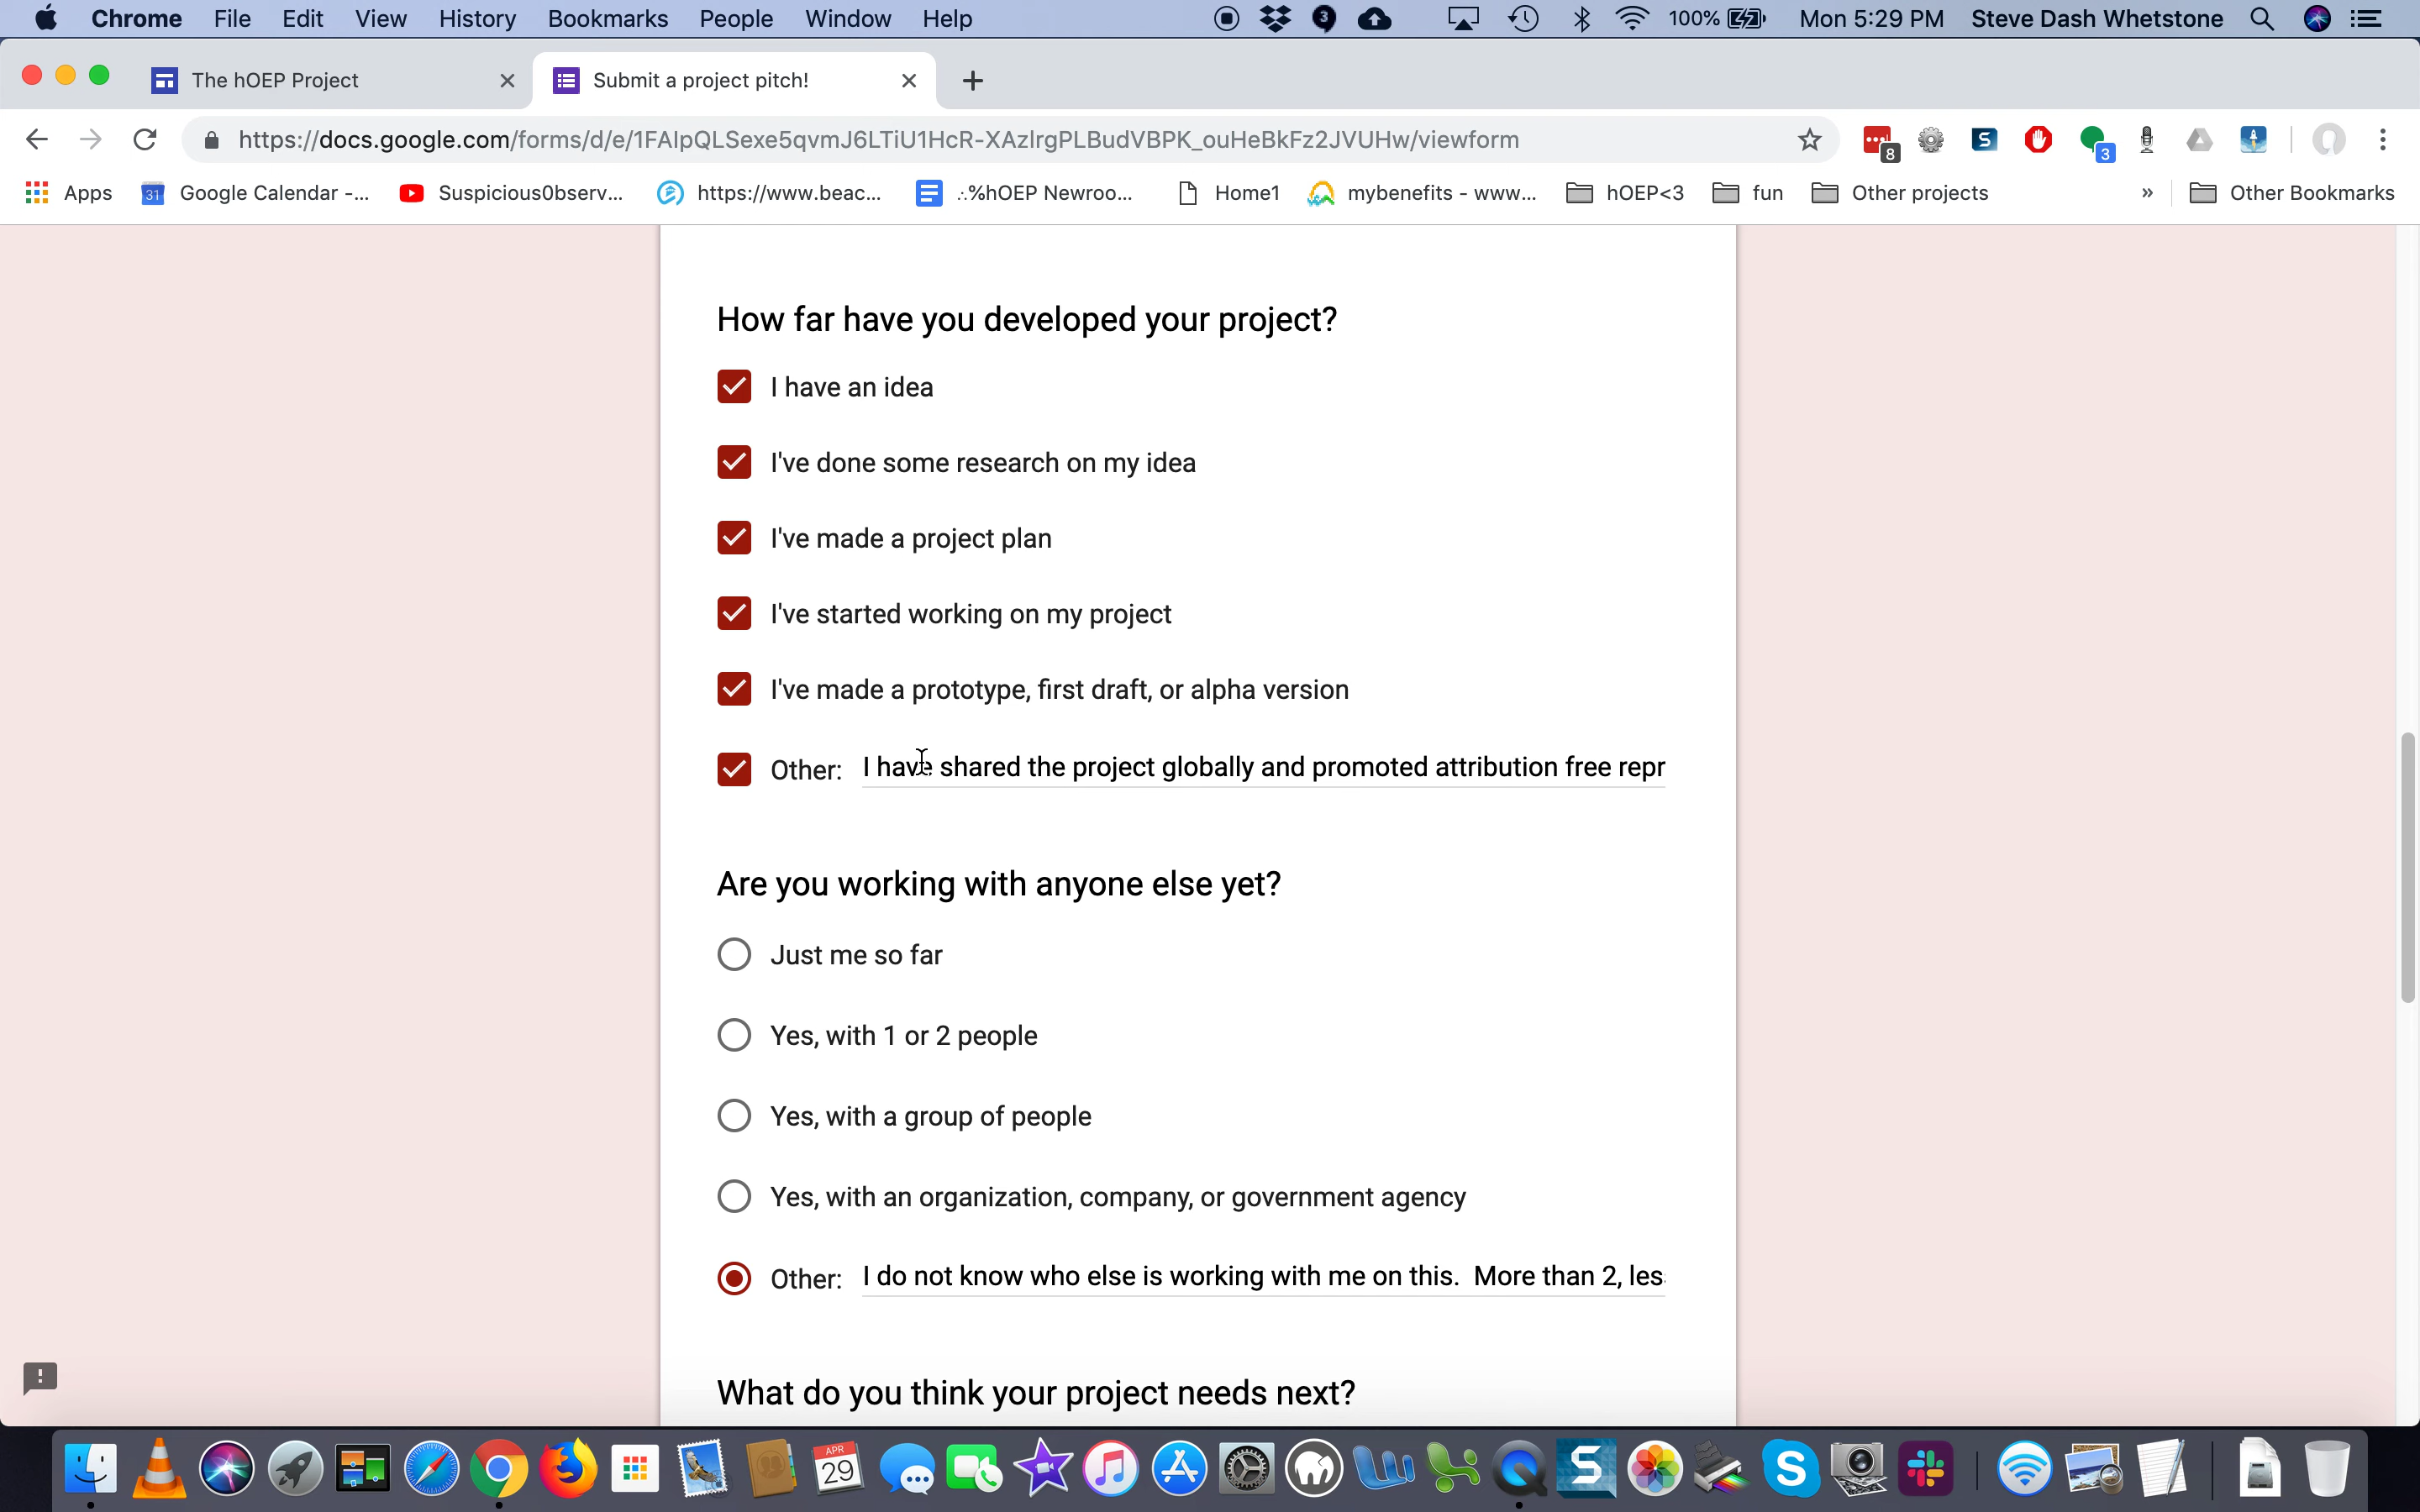 Chrome File Edit View History Bookmarks People Window Help 3 100% Mon 5:29 PM Steve Dash Whetstone
The hOEP Project Submit a project pitch!
https://docs.google.com/forms/d/e/1FAIpQLSexe5qvmJ6LTiU1HcR-XAzlrgPLBudVBPK_ouHeBkFz2JVUHw/viewform 8 S 3
Apps 31 Google Calendar -... Suspicious0bserv... https://www.beac... .:%hOEP Newroo... Home1 mybenefits - www... hOEP<3 fun Other projects » Other Bookmarks
How far have you developed your project?
I have an idea
I've done some research on my idea
I've made a project plan
I've started working on my project
I've made a prototype, first draft, or alpha version
Other: I have shared the project globally and promoted attribution free repr
Are you working with anyone else yet?
Just me so far
Yes, with 1 or 2 people
Yes, with a group of people
Yes, with an organization, company, or government agency
Other: I do not know who else is working with me on this. More than 2, les
What do you think your project needs next?
APR
29
S
S